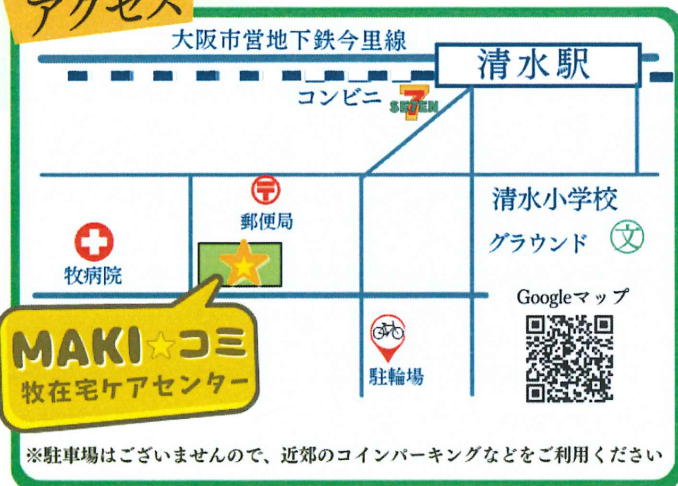 アクセス
大阪市営地下鉄今里線
清水駅
コンビニ
7
SEVEN
清水小学校
グラウンド
文
〒
郵便局
牧病院
Googleマップ
MAKI☆コミ
牧在宅ケアセンター
駐輪場
※駐車場はございませんので、近郊のコインパーキングなどをご利用ください